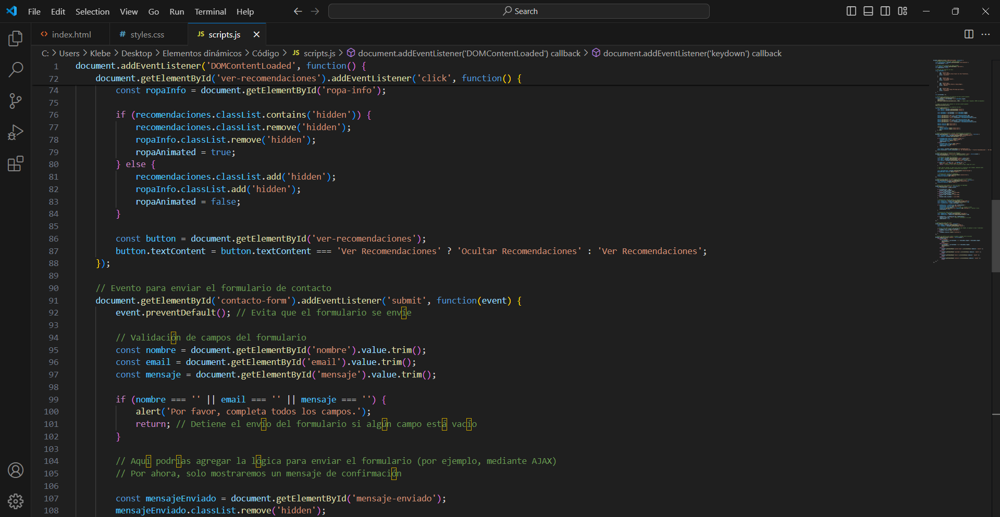 File Edit Selection View Go Run Terminal Help Search
index.html styles.css JS scripts.js
C: > Users > Klebe > Desktop > Elementos dinámicos > Código > JS scripts.js > document.addEventListener('DOMContentLoaded') callback > document.addEventListener('keydown') callback
1 document.addEventListener('DOMContentLoaded', function() {
72 document.getElementById('ver-recomendaciones').addEventListener('click', function() {
74 const ropaInfo = document.getElementById('ropa-info');
75
76 if (recomendaciones.classList.contains('hidden')) {
77 recomendaciones.classList.remove('hidden');
78 ropaInfo.classList.remove('hidden');
79 ropaAnimated = true;
80 } else {
81 recomendaciones.classList.add('hidden');
82 ropaInfo.classList.add('hidden');
83 ropaAnimated = false;
84 }
85
86 const button = document.getElementById('ver-recomendaciones');
87 button.textContent = button.textContent === 'Ver Recomendaciones' ? 'Ocultar Recomendaciones' : 'Ver Recomendaciones';
88 });
89
90 // Evento para enviar el formulario de contacto
91 document.getElementById('contacto-form').addEventListener('submit', function(event) {
92 event.preventDefault(); // Evita que el formulario se envíe
93
94 // Validación de campos del formulario
95 const nombre = document.getElementById('nombre').value.trim();
96 const email = document.getElementById('email').value.trim();
97 const mensaje = document.getElementById('mensaje').value.trim();
98
99 if (nombre === '' || email === '' || mensaje === '') {
100 alert('Por favor, completa todos los campos.');
101 return; // Detiene el envío del formulario si algún campo está vacío
102 }
103
104 // Aquí podrías agregar la lógica para enviar el formulario (por ejemplo, mediante AJAX)
105 // Por ahora, solo mostraremos un mensaje de confirmación
106
107 const mensajeEnviado = document.getElementById('mensaje-enviado');
108 mensajeEnviado.classList.remove('hidden');